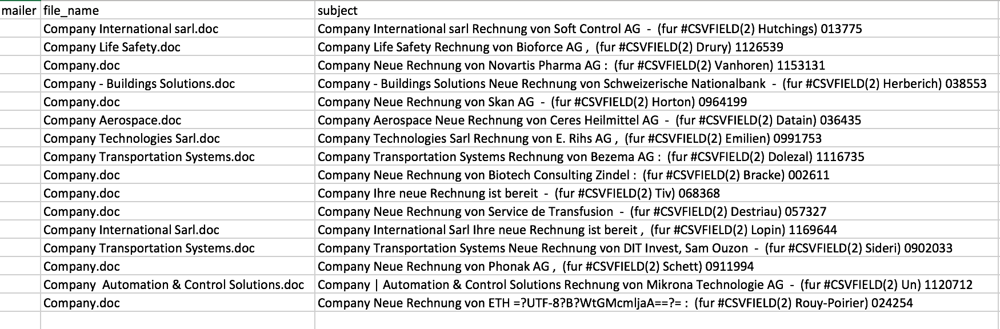 mailer file_name subject
Company International sarl.doc Company International sarl Rechnung von Soft Control AG - (fur #CSVFIELD(2) Hutchings) 013775
Company Life Safety.doc Company Life Safety Rechnung von Bioforce AG , (fur #CSVFIELD(2) Drury) 1126539
Company.doc Company Neue Rechnung von Novartis Pharma AG : (fur #CSVFIELD(2) Vanhoren) 1153131
Company - Buildings Solutions.doc Company - Buildings Solutions Neue Rechnung von Schweizerische Nationalbank - (fur #CSVFIELD(2) Herberich) 038553
Company.doc Company Neue Rechnung von Skan AG - (fur #CSVFIELD(2) Horton) 0964199
Company Aerospace.doc Company Aerospace Neue Rechnung von Ceres Heilmittel AG - (fur #CSVFIELD(2) Datain) 036435
Company Technologies Sarl.doc Company Technologies Sarl Rechnung von E. Rihs AG , (fur #CSVFIELD(2) Emilien) 0991753
Company Transportation Systems.doc Company Transportation Systems Rechnung von Bezema AG : (fur #CSVFIELD(2) Dolezal) 1116735
Company.doc Company Neue Rechnung von Biotech Consulting Zindel : (fur #CSVFIELD(2) Bracke) 002611
Company.doc Company Ihre neue Rechnung ist bereit - (fur #CSVFIELD(2) Tiv) 068368
Company.doc Company Neue Rechnung von Service de Transfusion - (fur #CSVFIELD(2) Destriau) 057327
Company International Sarl.doc Company International Sarl Ihre neue Rechnung ist bereit , (fur #CSVFIELD(2) Lopin) 1169644
Company Transportation Systems.doc Company Transportation Systems Neue Rechnung von DIT Invest, Sam Ouzon - (fur #CSVFIELD(2) Sideri) 0902033
Company.doc Company Neue Rechnung von Phonak AG , (fur #CSVFIELD(2) Schett) 0911994
Company Automation & Control Solutions.doc Company | Automation & Control Solutions Rechnung von Mikrona Technologie AG - (fur #CSVFIELD(2) Un) 1120712
Company.doc Company Neue Rechnung von ETH =?UTF-8?B?WtGMcmljaA==?= : (fur #CSVFIELD(2) Rouy-Poirier) 024254